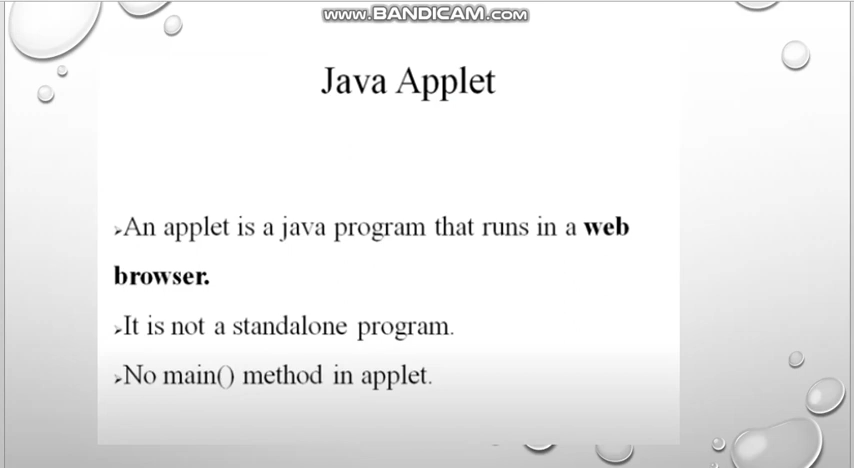 www.BANDICAM.com
Java Applet
➢An applet is a java program that runs in a web
browser.
➢It is not a standalone program.
➢No main() method in applet.